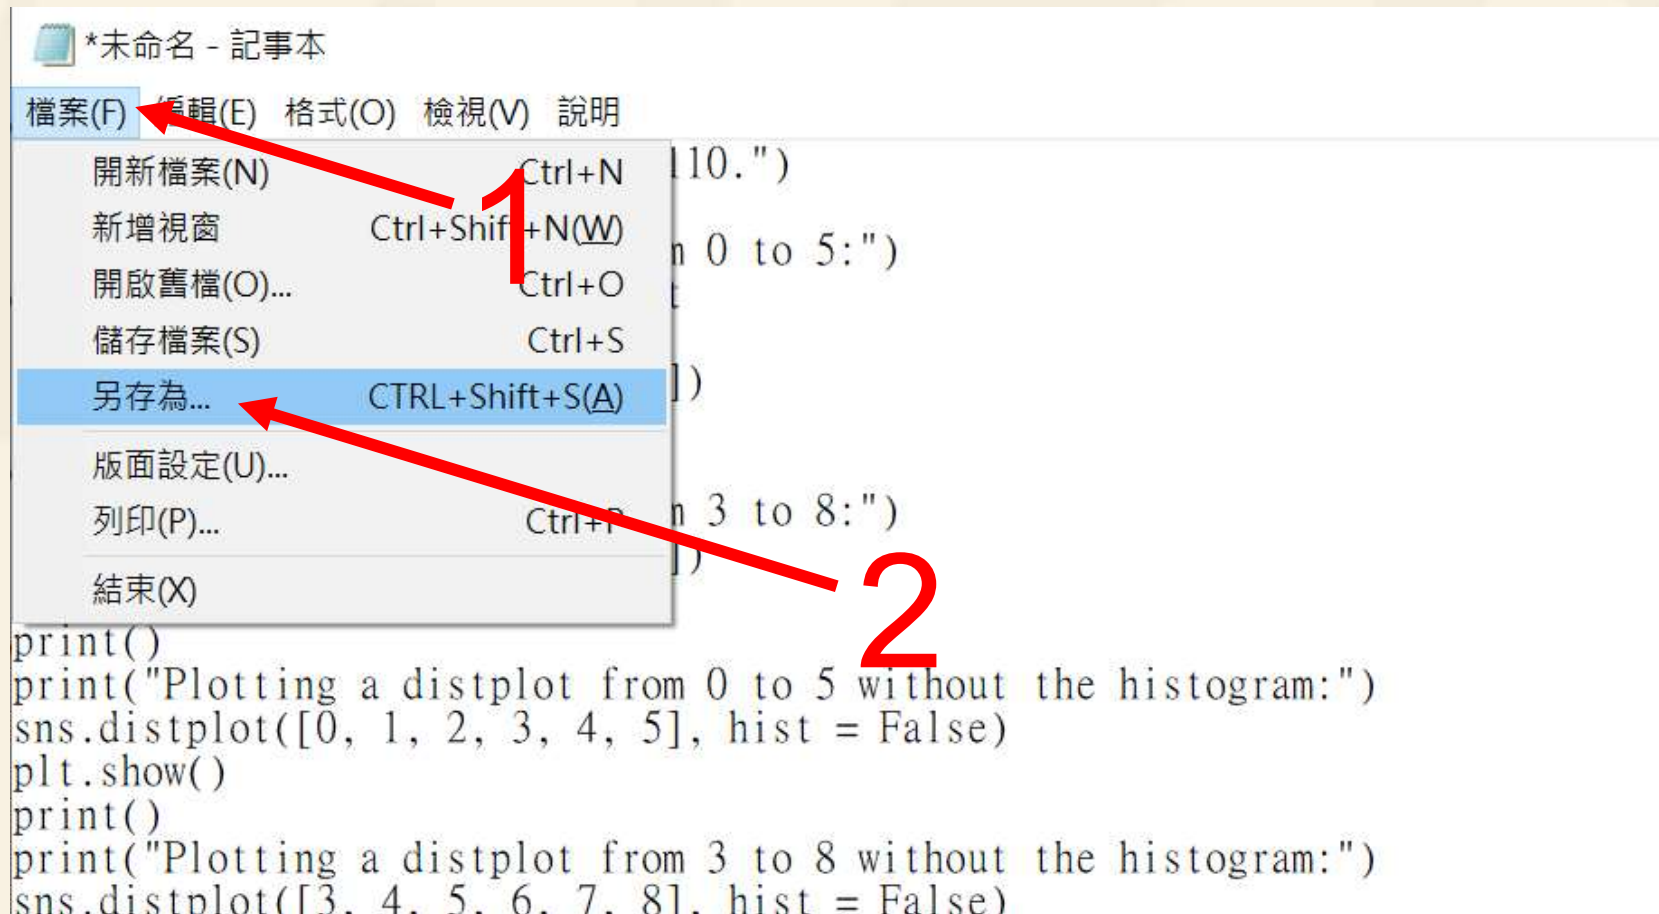 *未命名 - 記事本
檔案(F) 編輯(E) 格式(O) 檢視(V) 說明
開新檔案(N) Ctrl+N
110.")
新增視窗 Ctrl+Shift+N(W)
0 to 5:")
開啟舊檔(O)... Ctrl+O
儲存檔案(S) Ctrl+S
另存為... CTRL+Shift+S(A)
])
版面設定(U)...
列印(P)... Ctrl+P
3 to 8:")
])
結束(X)
1
2
print()
print("Plotting a distplot from 0 to 5 without the histogram:")
sns.distplot([0, 1, 2, 3, 4, 5], hist = False)
plt.show()
print()
print("Plotting a distplot from 3 to 8 without the histogram:")
sns.distplot([3, 4, 5, 6, 7, 8], hist = False)